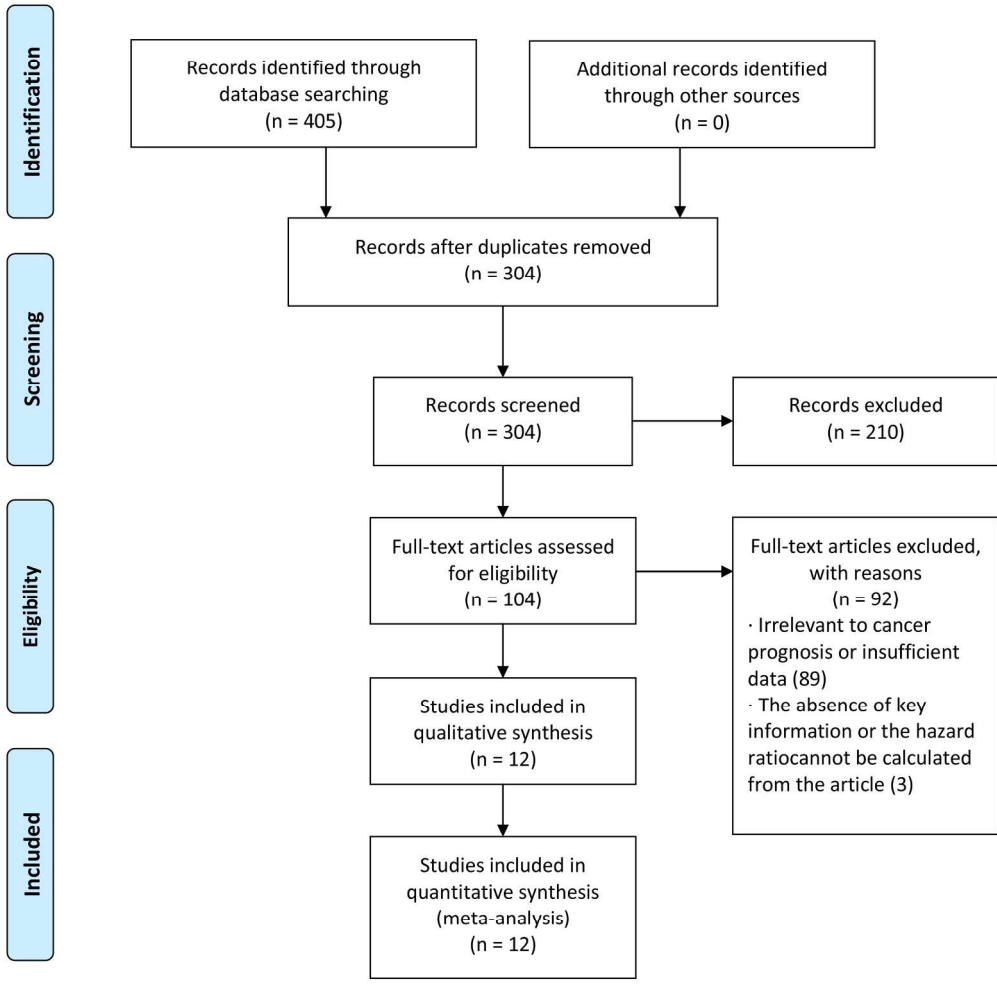 Identification
Records identified through
database searching
(n = 405)
Additional records identified
through other sources
(n = 0)
Records after duplicates removed
(n = 304)
Screening
Records screened
(n = 304)
Records excluded
(n = 210)
Eligibility
Full-text articles assessed
for eligibility
(n = 104)
Full-text articles excluded,
with reasons
(n = 92)
· Irrelevant to cancer
prognosis or insufficient
data (89)
· The absence of key
information or the hazard
ratiocannot be calculated
from the article (3)
Studies included in
qualitative synthesis
(n = 12)
Included
Studies included in
quantitative synthesis
(meta-analysis)
(n = 12)